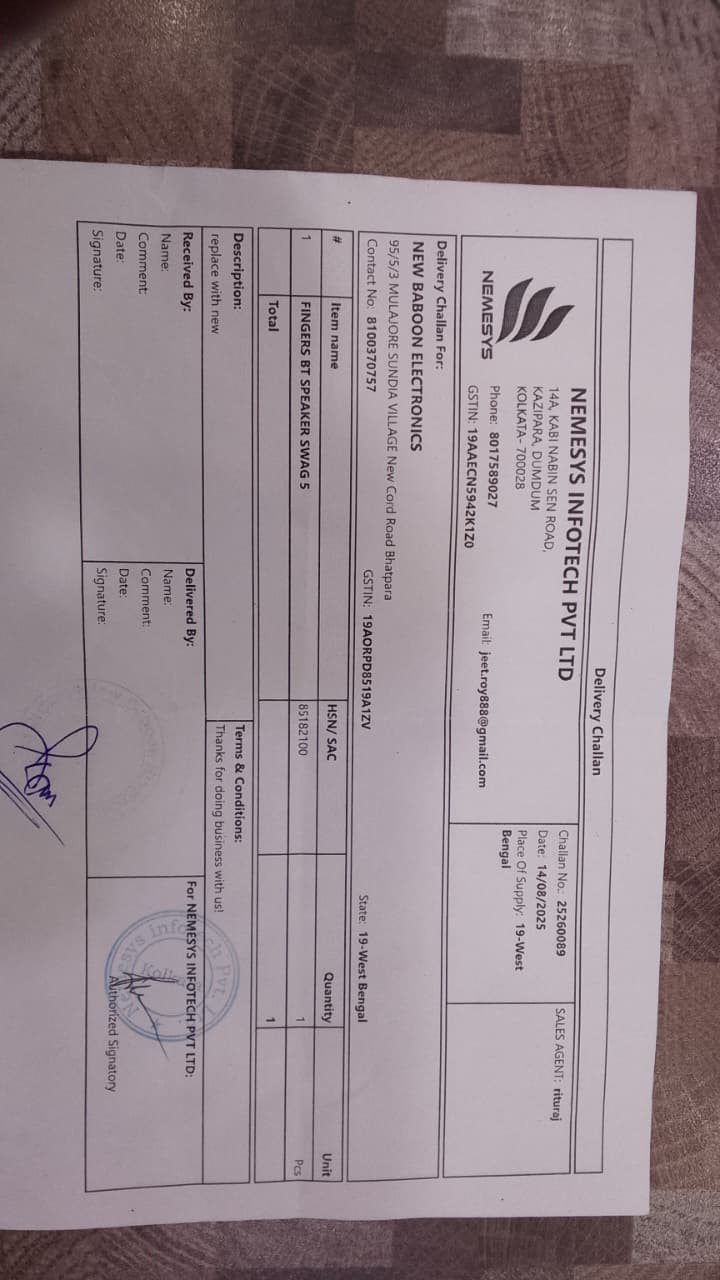 Delivery Challan
NEMESYS
NEMESYS INFOTECH PVT LTD
14A, KABI NABIN SEN ROAD,
KAZIPARA, DUMDUM
KOLKATA- 700028
Phone: 8017589027 Email: jeet.roy888@gmail.com
GSTIN: 19AAECN5942K1Z0
Challan No.: 25260089
Date: 14/08/2025
Place Of Supply: 19-West
Bengal
SALES AGENT: rituraj
Delivery Challan For:
NEW BABOON ELECTRONICS
95/5/3 MULAJORE SUNDIA VILLAGE New Cord Road Bhatpara
Contact No: 8100370757 GSTIN: 19AORPD8519A1ZV State: 19-West Bengal
# Item name HSN/ SAC Quantity Unit
1 FINGERS BT SPEAKER SWAG 5 85182100 1 Pcs
Total 1
Description:
replace with new
Terms & Conditions:
Thanks for doing business with us!
Received By:
Name:
Comment:
Date:
Signature:
Delivered By:
Name:
Comment:
Date:
Signature:
For NEMESYS INFOTECH PVT LTD:
Nemesys infotech Pvt. L
Kolka
Authorized Signatory